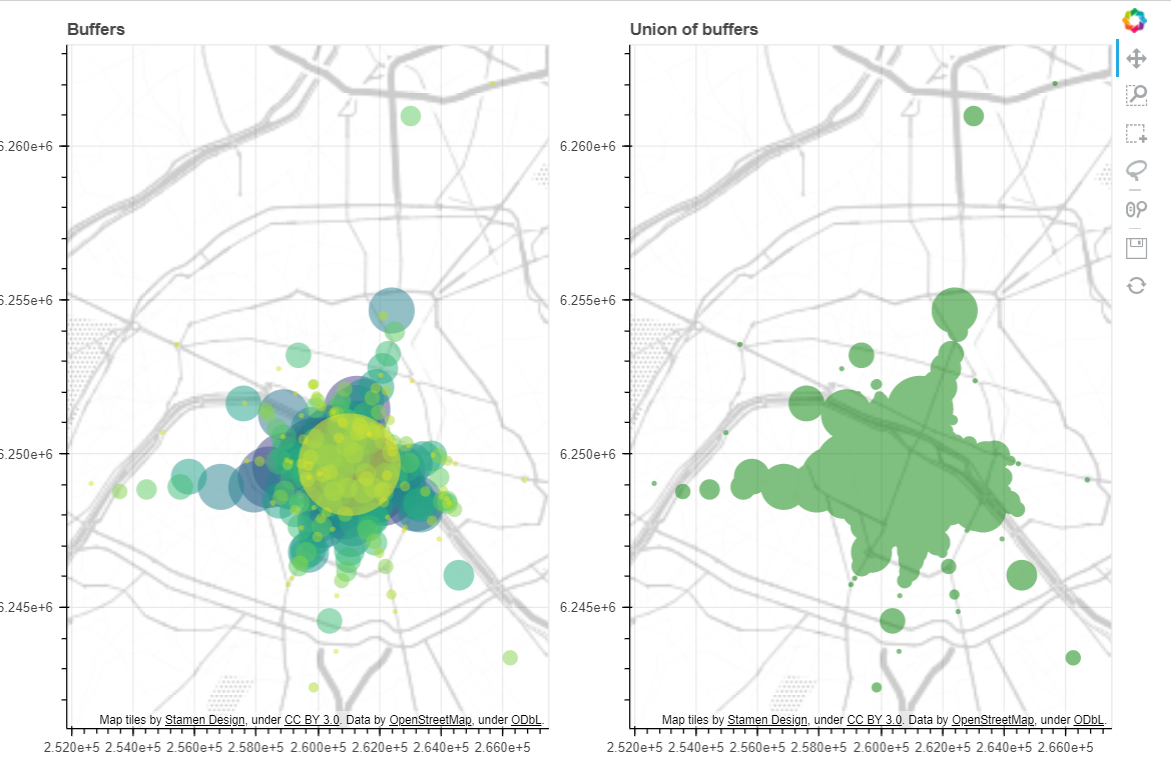 Buffers
Union of buffers
6.260e+6
6.255e+6
6.250e+6
6.245e+6
6.260e+6
6.255e+6
6.250e+6
6.245e+6
Map tiles by Stamen Design, under CC BY 3.0. Data by OpenStreetMap, under ODbL.
Map tiles by Stamen Design, under CC BY 3.0. Data by OpenStreetMap, under ODbL.
2.520e+5 2.540e+5 2.560e+5 2.580e+5 2.600e+5 2.620e+5 2.640e+5 2.660e+5
2.520e+5 2.540e+5 2.560e+5 2.580e+5 2.600e+5 2.620e+5 2.640e+5 2.660e+5